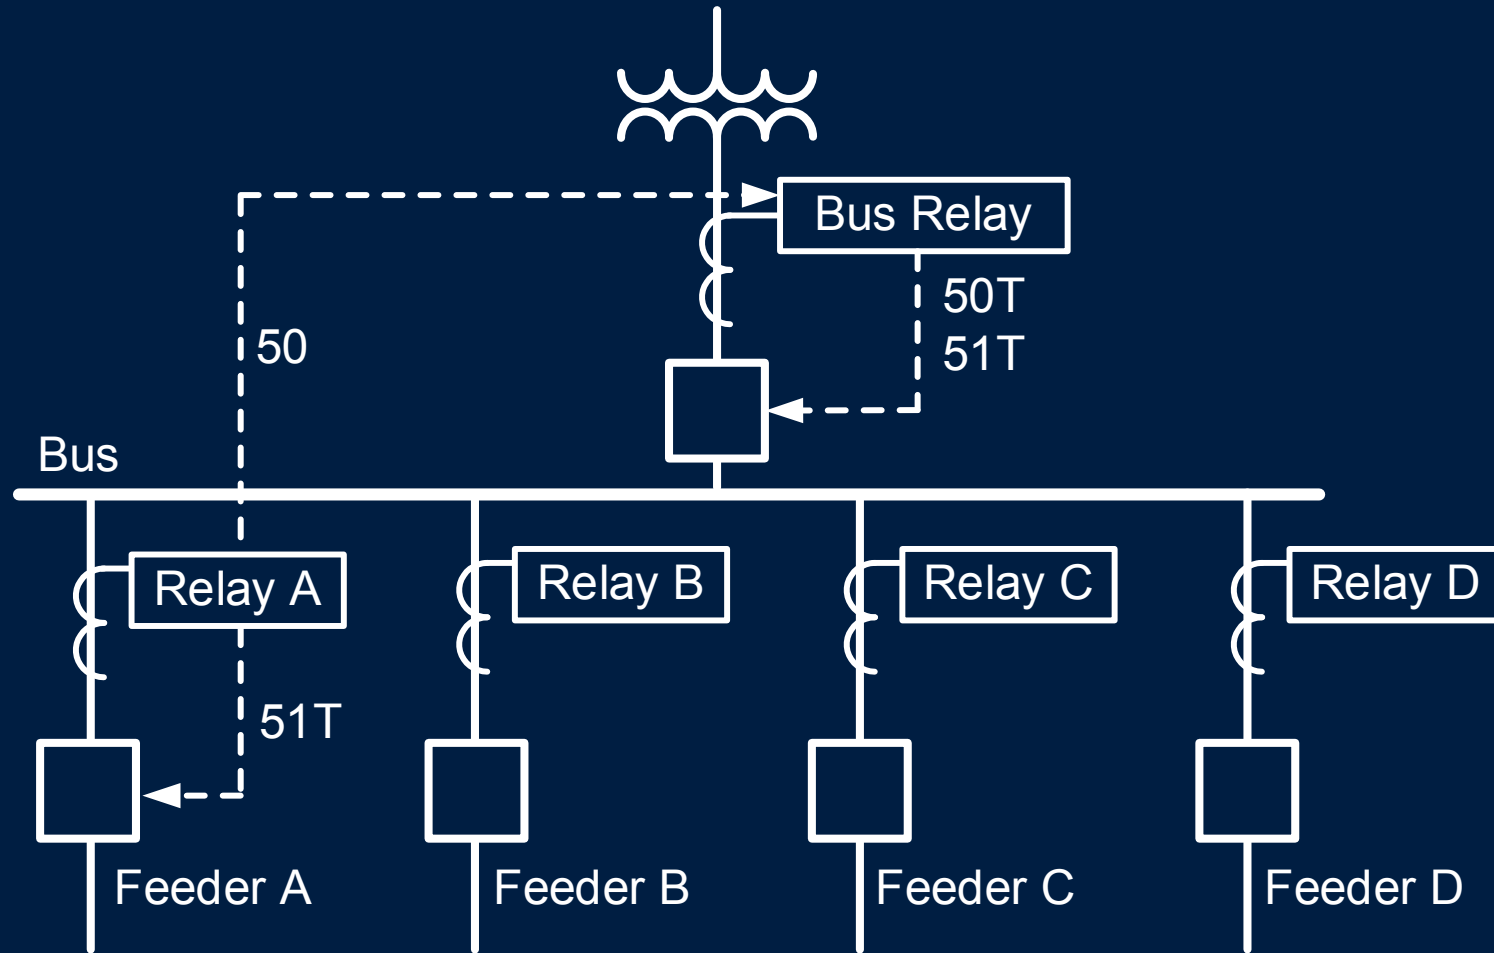 Bus Relay
50T
51T
50
Bus
Relay A
Relay B
Relay C
Relay D
51T
Feeder A
Feeder B
Feeder C
Feeder D